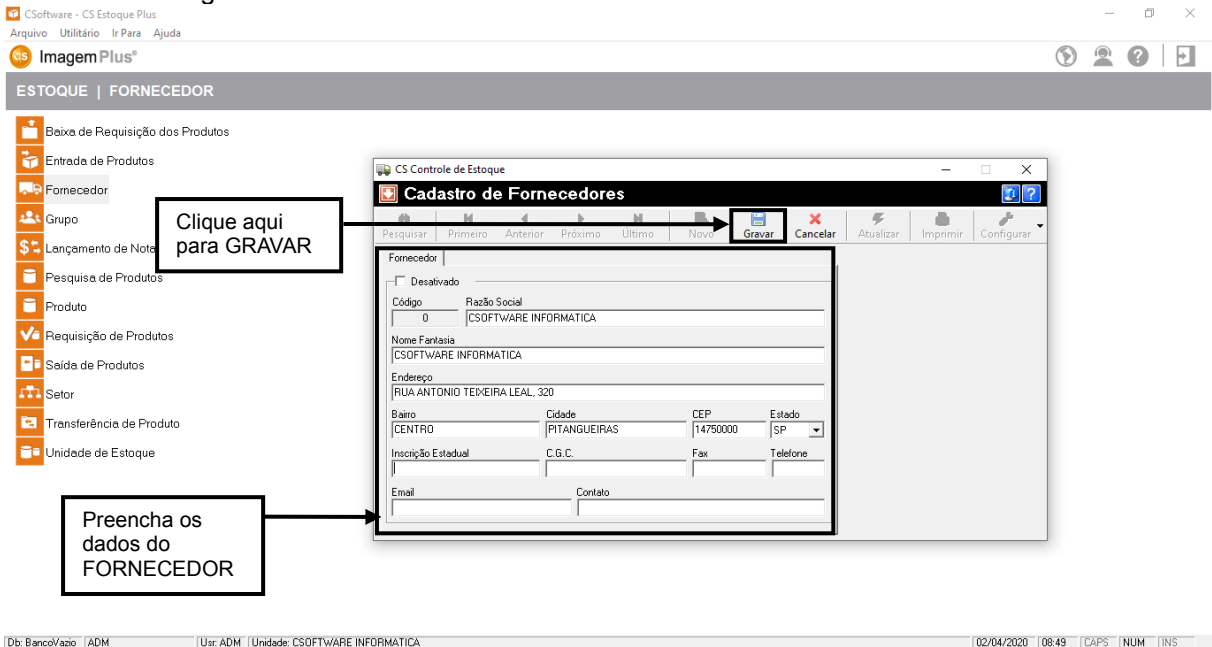 CSoftware - CS Estoque Plus
Arquivo Utilitário Ir Para Ajuda
cs ImagemPlus®
ESTOQUE | FORNECEDOR
Baixa de Requisição dos Produtos
Entrada de Produtos
Fornecedor
Grupo
Lançamento de Nota
Pesquisa de Produtos
Produto
Requisição de Produtos
Saída de Produtos
Setor
Transferência de Produto
Unidade de Estoque
Clique aqui
para GRAVAR
CS Controle de Estoque
Cadastro de Fornecedores
Pesquisar Primeiro Anterior Próximo Último Novo Gravar Cancelar Atualizar Imprimir Configurar
Fornecedor
Desativado
Código Razão Social
0 CSOFTWARE INFORMATICA
Nome Fantasia
CSOFTWARE INFORMATICA
Endereço
RUA ANTONIO TEIXEIRA LEAL, 320
Bairro Cidade CEP Estado
CENTRO PITANGUEIRAS 14750000 SP
Inscrição Estadual C.G.C. Fax Telefone
Email Contato
Preencha os
dados do
FORNECEDOR
Db: BancoVazio ADM Usr: ADM Unidade: CSOFTWARE INFORMATICA 02/04/2020 08:49 CAPS NUM INS